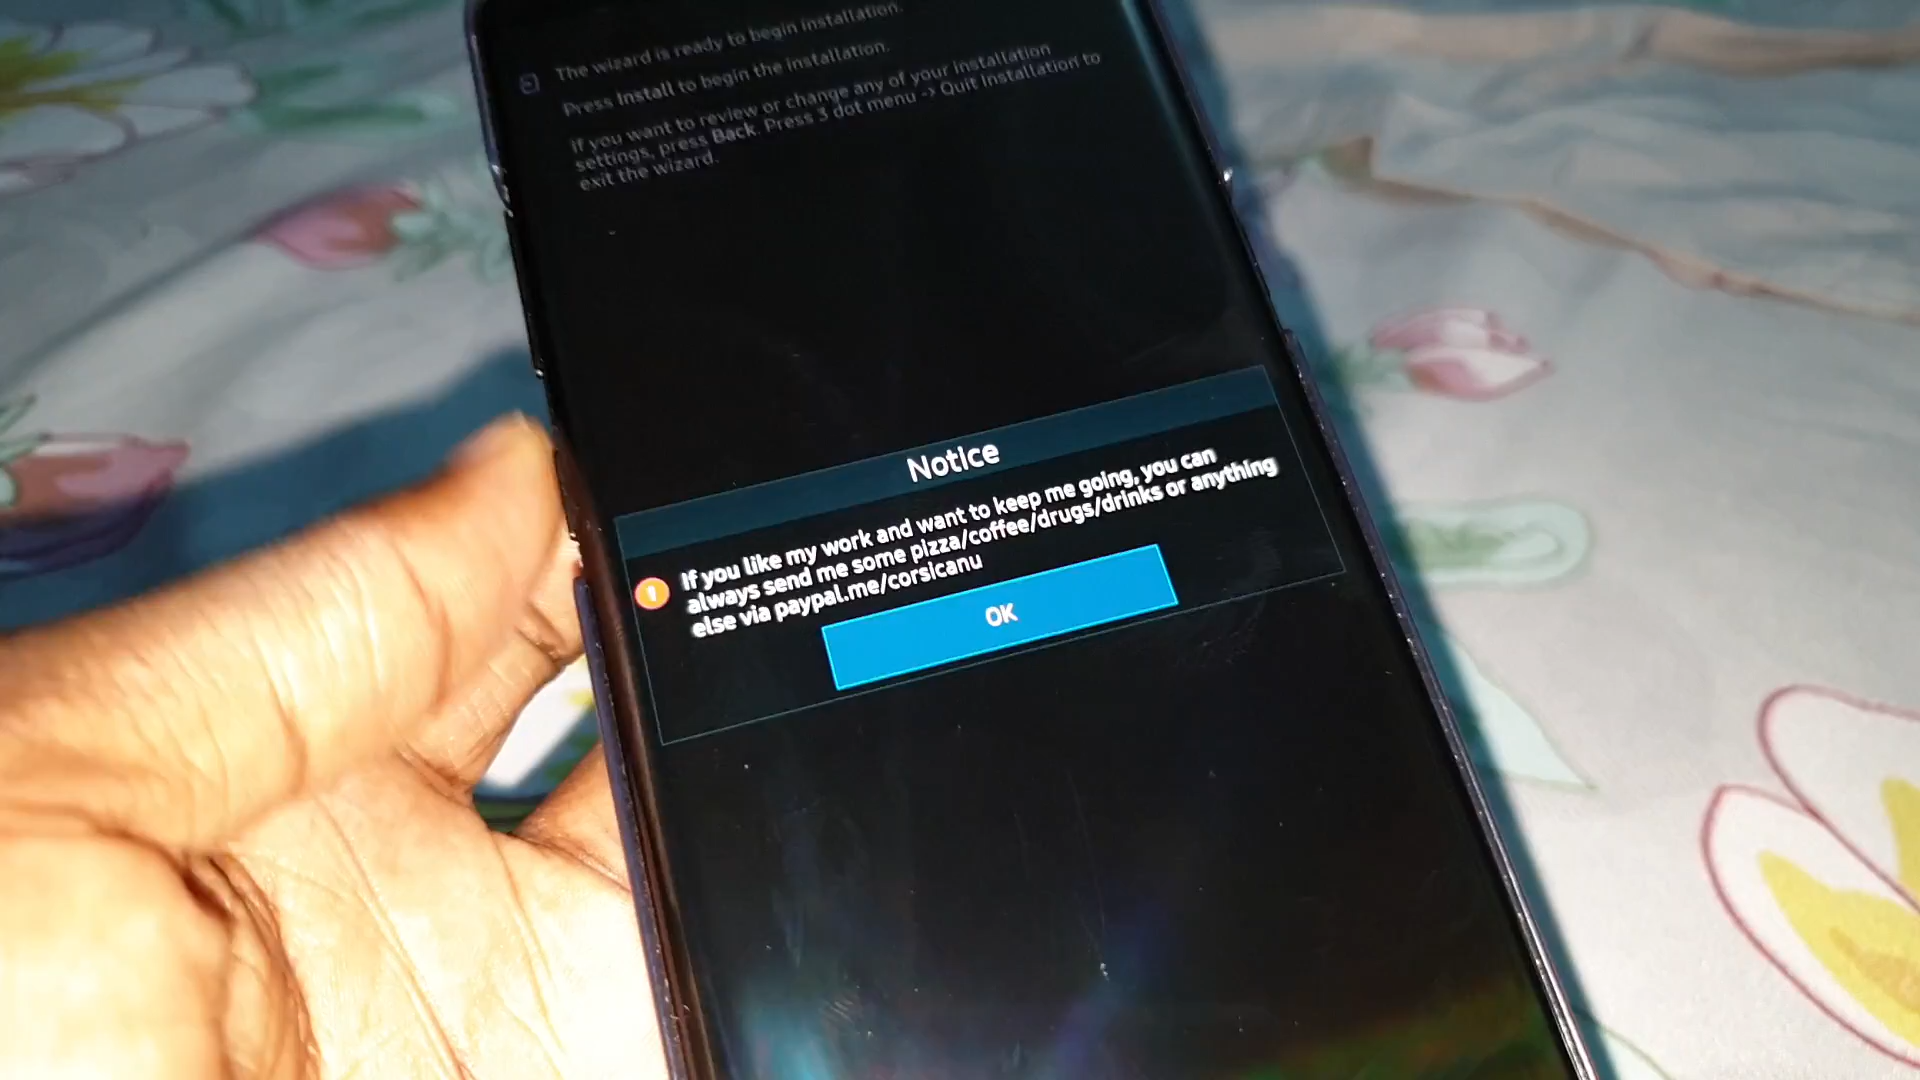 The wizard is ready to begin installation.
Press Install to begin the installation.
If you want to review or change any of your installation
settings, press Back. Press 3 dot menu -> Quit Installation to
exit the wizard.
Notice
If you like my work and want to keep me going, you can
always send me some pizza/coffee/drugs/drinks or anything
else via paypal.me/corsicanu
OK